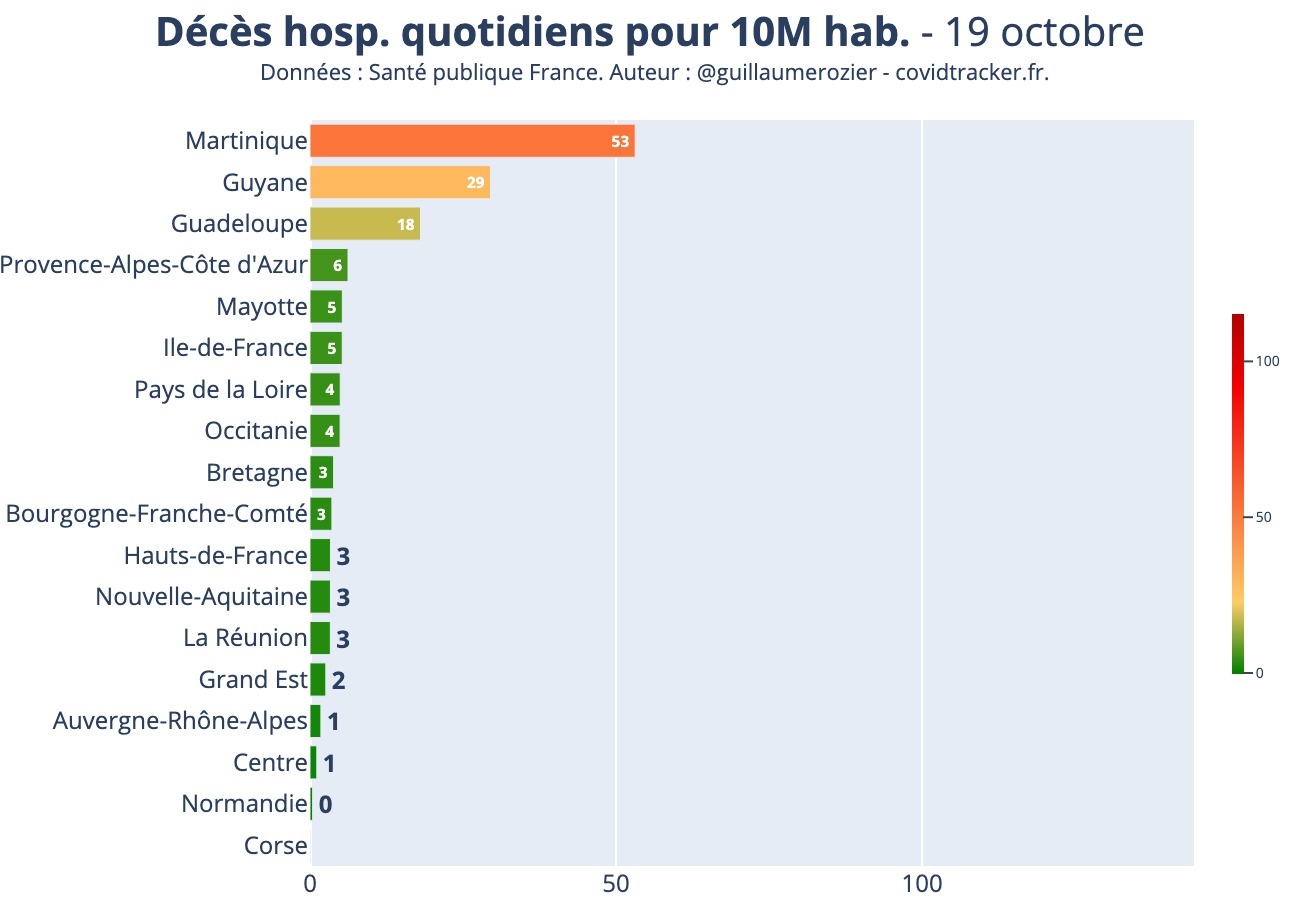 Décès hosp. quotidiens pour 10M hab. - 19 octobre
Données : Santé publique France. Auteur : @guillaumerozier - covidtracker.fr.
Martinique 53
Guyane 29
Guadeloupe 18
Provence-Alpes-Côte d'Azur 6
Mayotte 5
Ile-de-France 5
Pays de la Loire 4
Occitanie 4
Bretagne 3
Bourgogne-Franche-Comté 3
Hauts-de-France 3
Nouvelle-Aquitaine 3
La Réunion 3
Grand Est 2
Auvergne-Rhône-Alpes 1
Centre 1
Normandie 0
Corse
0 50 100
100
50
0